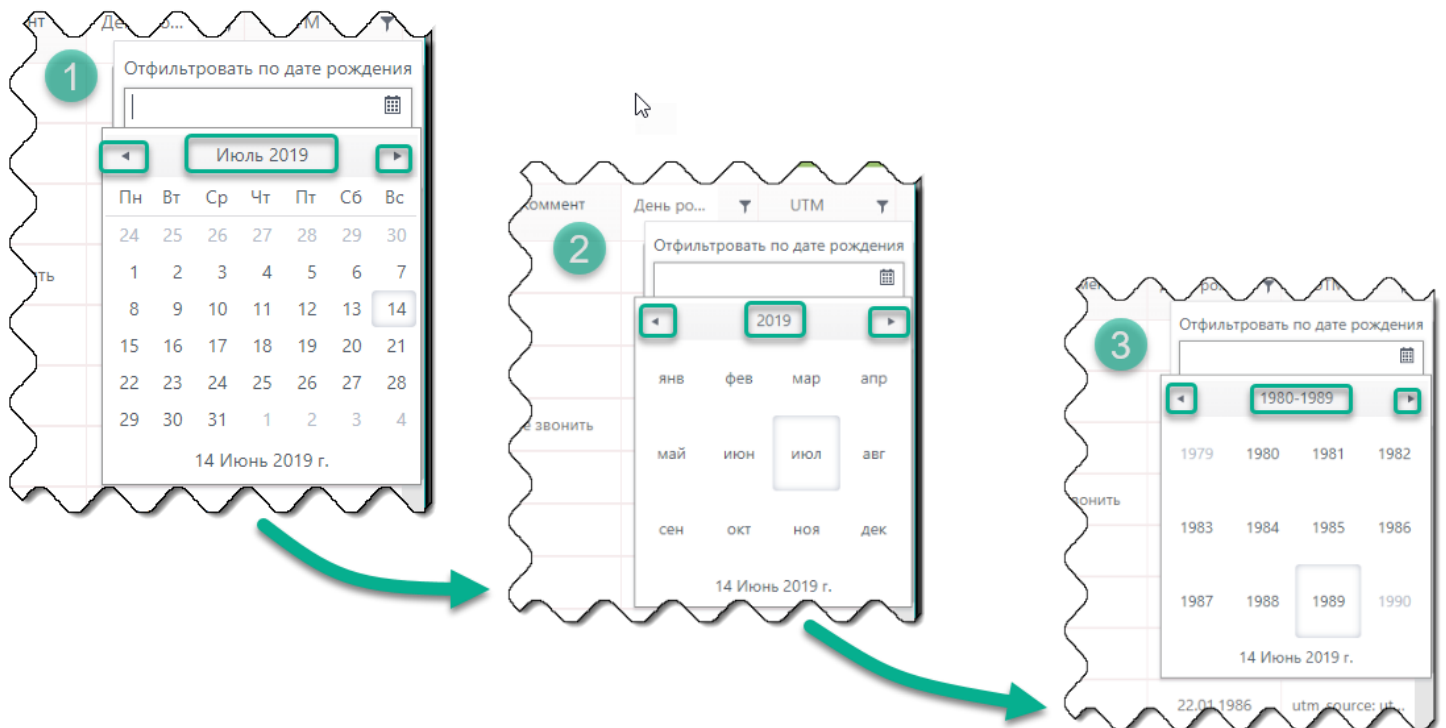 1
Отфильтровать по дате рождения
Июль 2019
Пн Вт Ср Чт Пт Сб Вс
24 25 26 27 28 29 30
1 2 3 4 5 6 7
8 9 10 11 12 13 14
15 16 17 18 19 20 21
22 23 24 25 26 27 28
29 30 31 1 2 3 4
14 Июнь 2019 г.
2
День ро... UTM
Отфильтровать по дате рождения
2019
янв фев мар апр
май июн июл авг
звонить
сен окт ноя дек
14 Июнь 2019 г.
3
Отфильтровать по дате рождения
1980-1989
1979 1980 1981 1982
1983 1984 1985 1986
1987 1988 1989 1990
14 Июнь 2019 г.
22.01.1986 utm_source: ut...